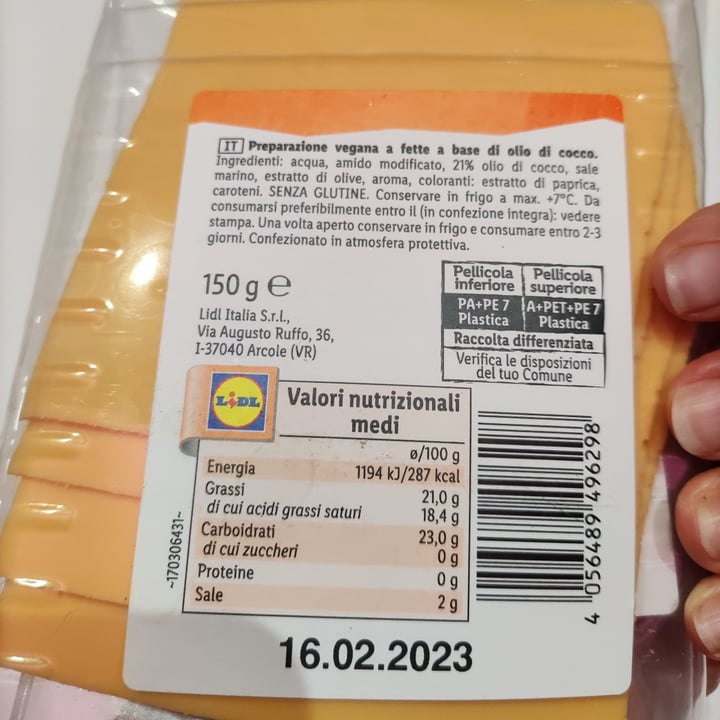 IT Preparazione vegana a fette a base di olio di cocco.
Ingredienti: acqua, amido modificato, 21% olio di cocco, sale
marino, estratto di olive, aroma, coloranti: estratto di paprica,
caroteni. SENZA GLUTINE. Conservare in frigo a max. +7°C. Da
consumarsi preferibilmente entro il (in confezione integra): vedere
stampa. Una volta aperto conservare in frigo e consumare entro 2-3
giorni. Confezionato in atmosfera protettiva.
150 g e
Lidl Italia S.r.l.,
Via Augusto Ruffo, 36,
I-37040 Arcole (VR)
Pellicola inferiore
PA+PE 7
Plastica
Pellicola superiore
A+PET+PE 7
Plastica
Raccolta differenziata
Verifica le disposizioni
del tuo Comune
LIDL
Valori nutrizionali
medi
ø/100 g
Energia 1194 kJ/287 kcal
Grassi 21,0 g
di cui acidi grassi saturi 18,4 g
Carboidrati 23,0 g
di cui zuccheri 0 g
Proteine 0 g
Sale 2 g
~170306431~
4 056489 496298
16.02.2023